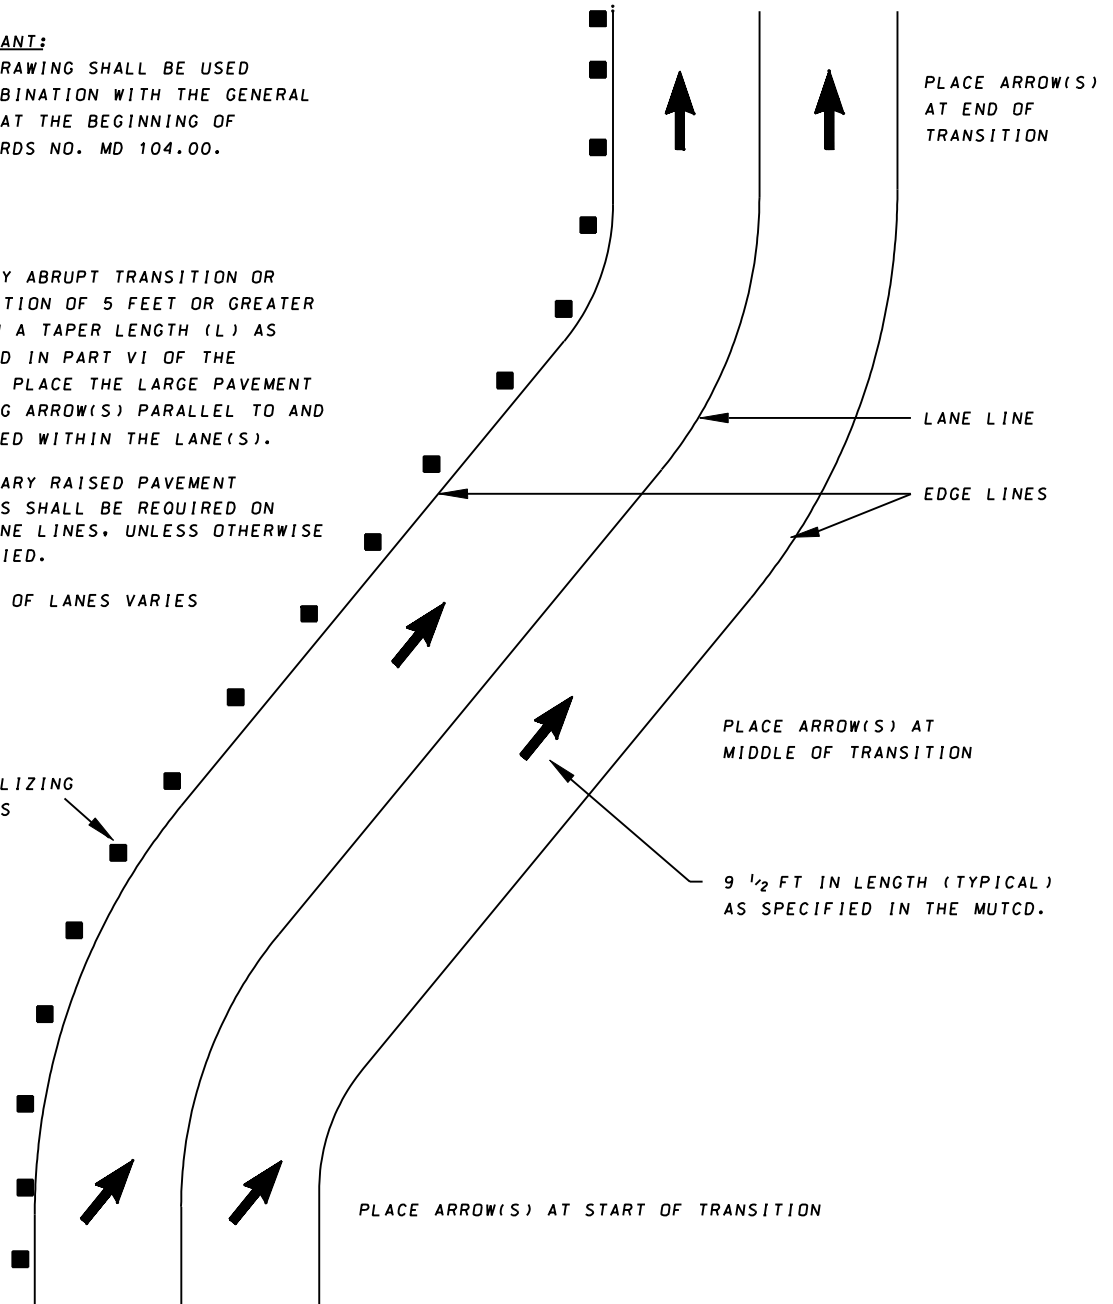 ANT:
RAWING SHALL BE USED
BINATION WITH THE GENERAL
AT THE BEGINNING OF
RDS NO. MD 104.00.
PLACE ARROW(S)
AT END OF
TRANSITION
Y ABRUPT TRANSITION OR
TION OF 5 FEET OR GREATER
A TAPER LENGTH (L) AS
D IN PART VI OF THE
PLACE THE LARGE PAVEMENT
G ARROW(S) PARALLEL TO AND
ED WITHIN THE LANE(S).
ARY RAISED PAVEMENT
S SHALL BE REQUIRED ON
NE LINES, UNLESS OTHERWISE
IED.
OF LANES VARIES
LANE LINE
EDGE LINES
PLACE ARROW(S) AT
MIDDLE OF TRANSITION
LIZING
S
9 1/2 FT IN LENGTH (TYPICAL)
AS SPECIFIED IN THE MUTCD.
PLACE ARROW(S) AT START OF TRANSITION